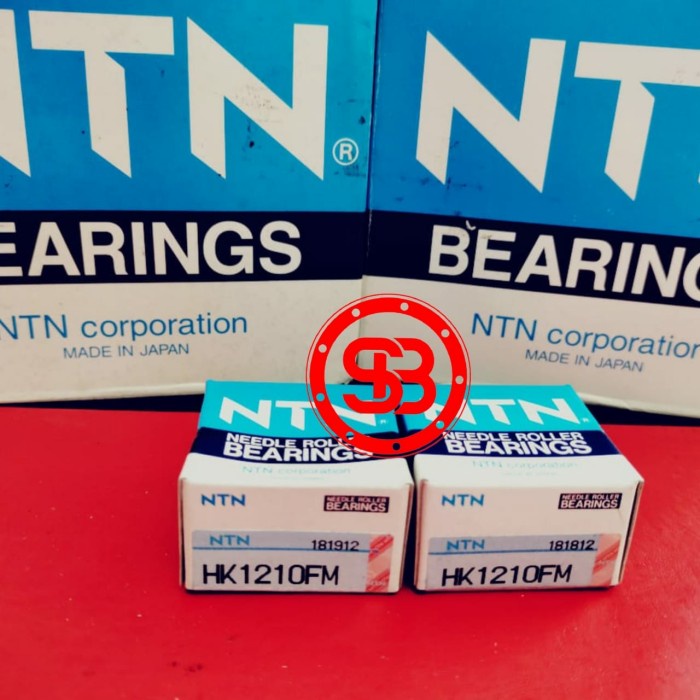 NTN®
EARINGS
NTN corporation
MADE IN JAPAN
NT
BEARING
NTN corporation
MADE IN JAPAN
SB
NTN
NEEDLE ROLLER
BEARINGS
NTN corporation
NTN
NEEDLE ROLLER
BEARINGS
NTN
181912
HK1210FM
NTN
NEEDLE ROLLER
BEARINGS
NTN corporation
NTN
NEEDLE ROLLER
BEARINGS
NTN
181812
HK1210FM